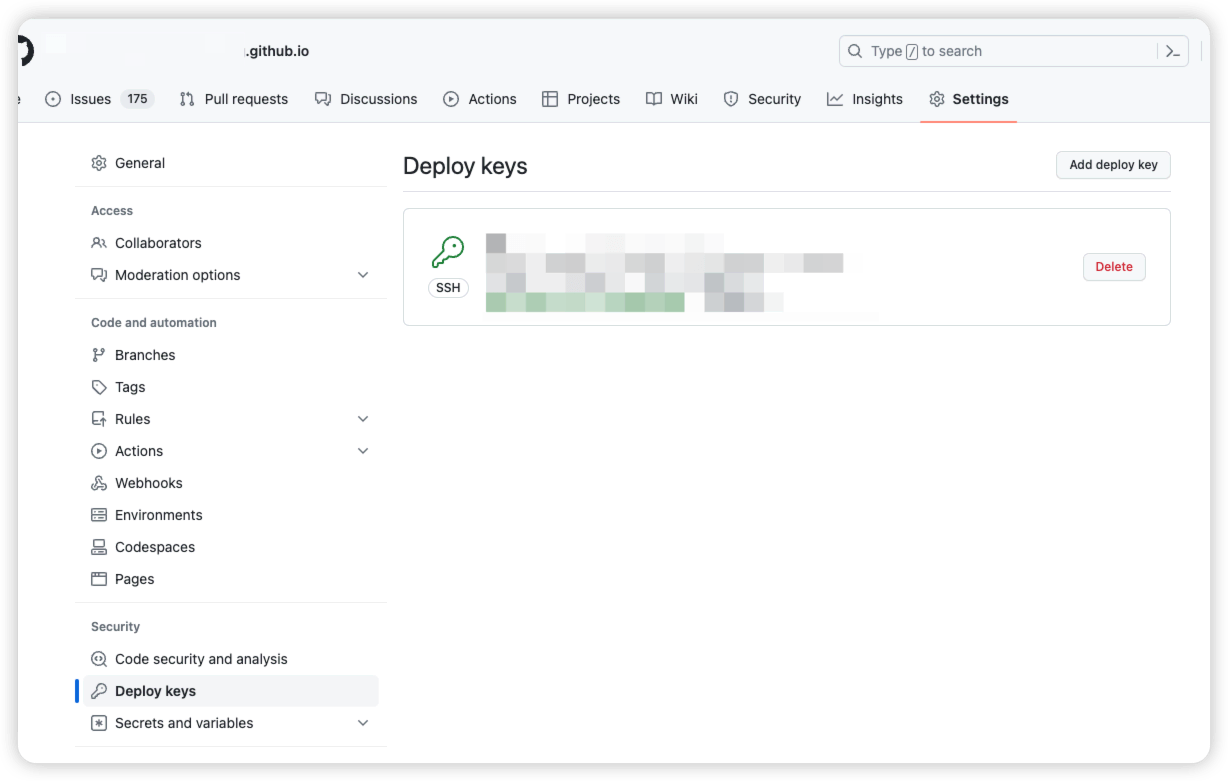 .github.io
Type / to search
Issues 175 Pull requests Discussions Actions Projects Wiki Security Insights Settings
General
Access
Collaborators
Moderation options
Code and automation
Branches
Tags
Rules
Actions
Webhooks
Environments
Codespaces
Pages
Security
Code security and analysis
Deploy keys
Secrets and variables
Deploy keys
Add deploy key
SSH
Delete